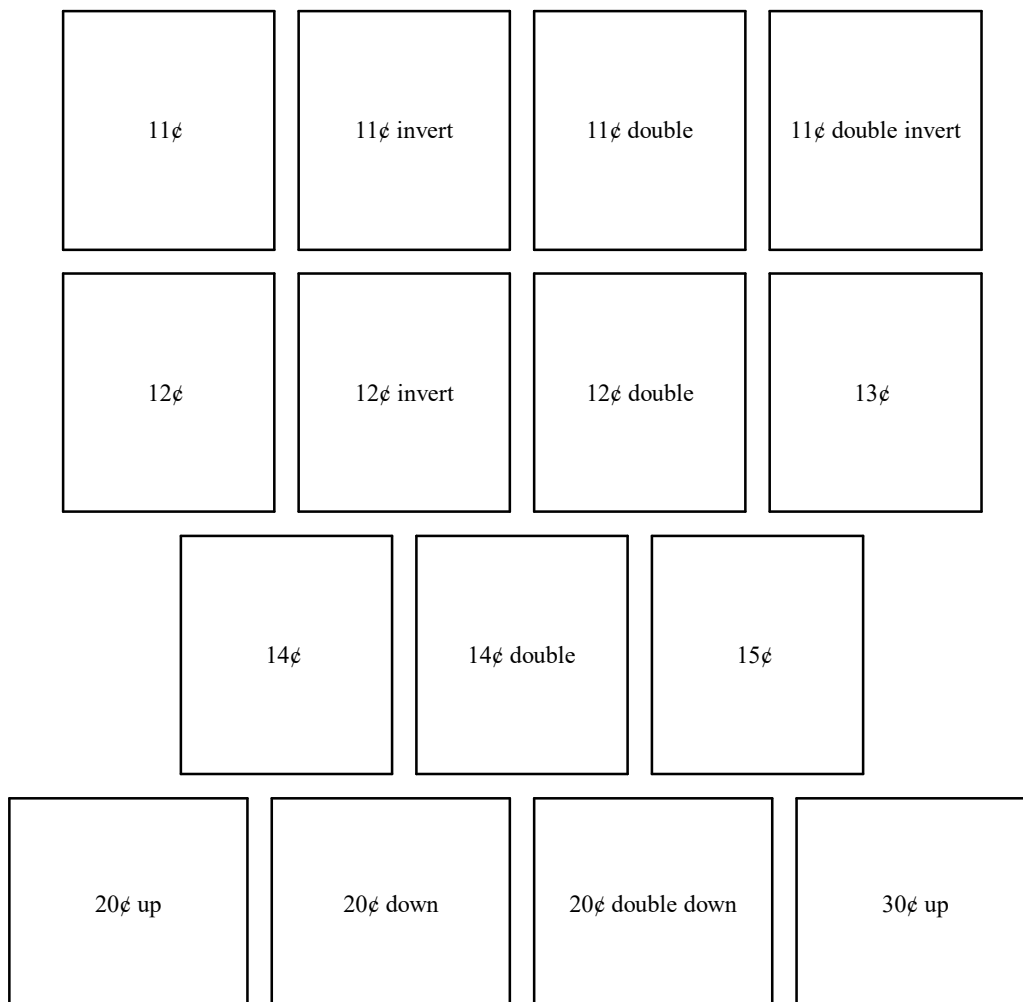 11¢
11¢ invert
11¢ double
11¢ double invert
12¢
12¢ invert
12¢ double
13¢
14¢
14¢ double
15¢
20¢ up
20¢ down
20¢ double down
30¢ up